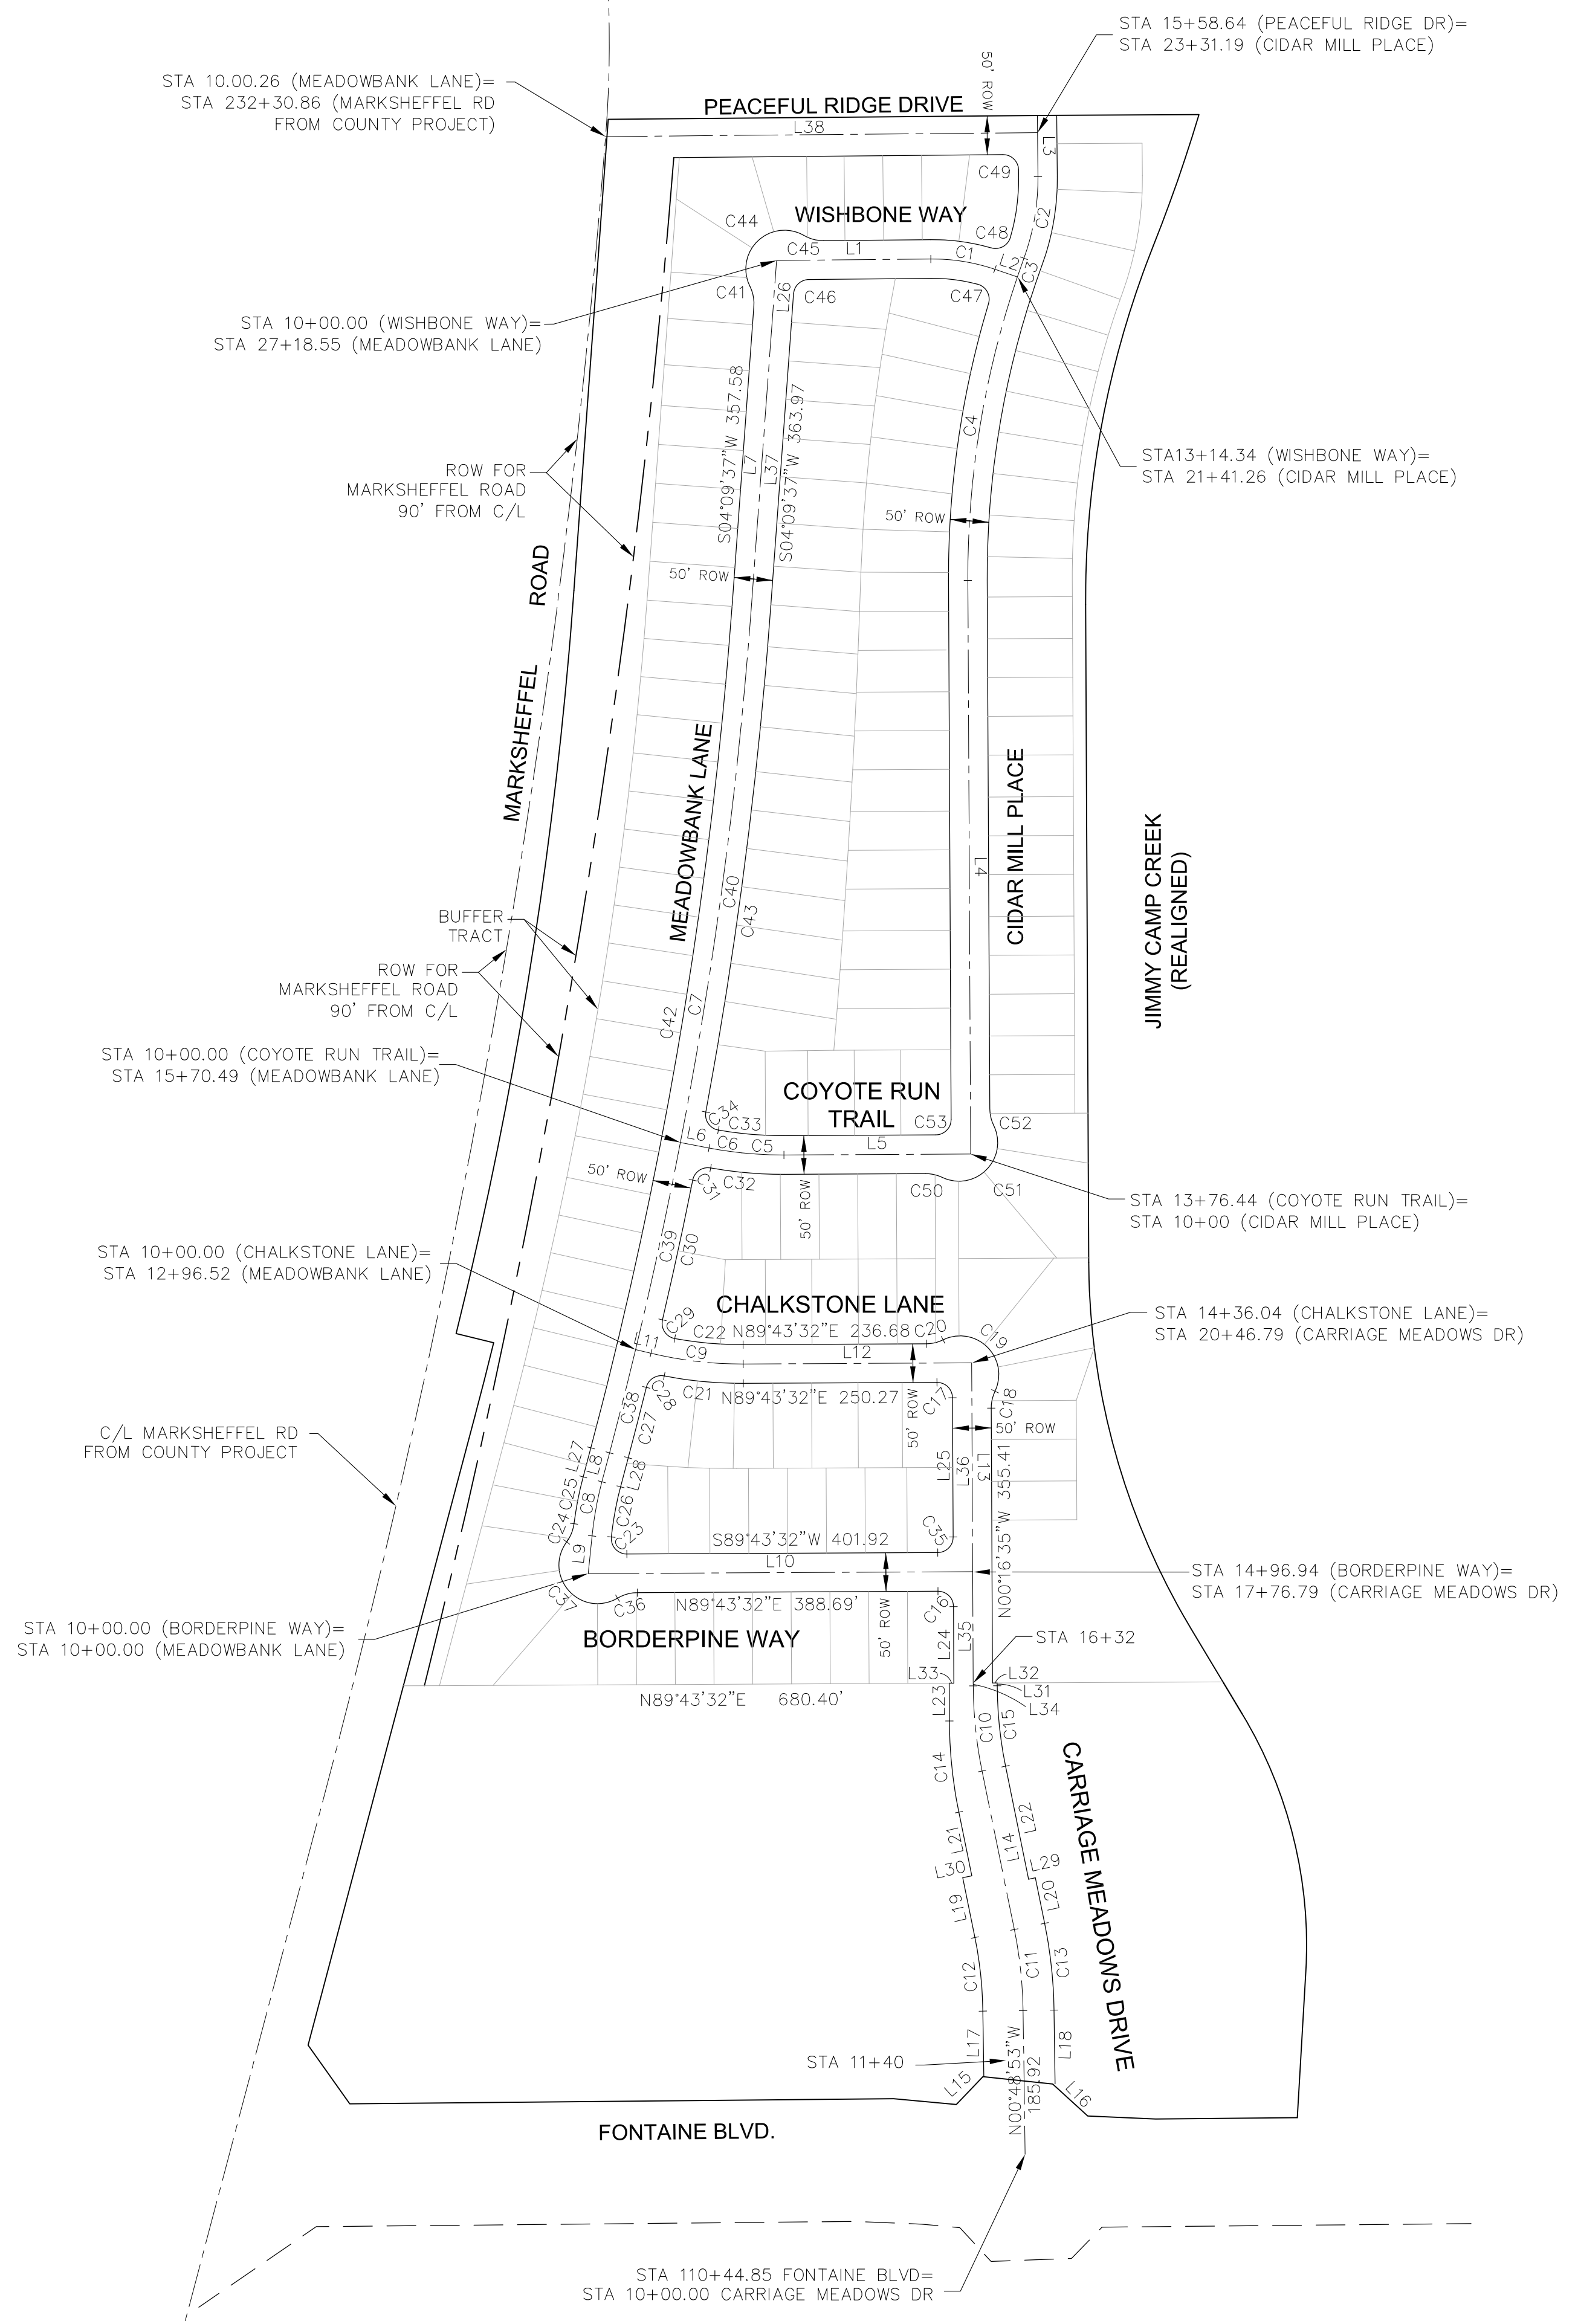 STA 15+58.64 (PEACEFUL RIDGE DR)=
STA 23+31.19 (CIDAR MILL PLACE)
50' ROW
STA 10.00.26 (MEADOWBANK LANE)=
STA 232+30.86 (MARKSHEFFEL RD
FROM COUNTY PROJECT)
PEACEFUL RIDGE DRIVE
L38
L3
C49
C44
WISHBONE WAY
C2
C48
C45
L1
C1
L2
C3
C41
L26
C46
C47
STA 10+00.00 (WISHBONE WAY)=
STA 27+18.55 (MEADOWBANK LANE)
S04°09'37"W 357.58
L7
L37
S04°09'37"W 363.97
C4
STA13+14.34 (WISHBONE WAY)=
STA 21+41.26 (CIDAR MILL PLACE)
ROW FOR
MARKSHEFFEL ROAD
90' FROM C/L
50' ROW
50' ROW
MARKSHEFFEL ROAD
MEADOWBANK LANE
CIDAR MILL PLACE
L4
JIMMY CAMP CREEK
(REALIGNED)
C40
C43
BUFFER
TRACT
ROW FOR
MARKSHEFFEL ROAD
90' FROM C/L
C7
C42
STA 10+00.00 (COYOTE RUN TRAIL)=
STA 15+70.49 (MEADOWBANK LANE)
COYOTE RUN
TRAIL
C34
C33
C53
C52
L6
C6
C5
L5
50' ROW
C31
C32
50' ROW
C50
C51
STA 13+76.44 (COYOTE RUN TRAIL)=
STA 10+00 (CIDAR MILL PLACE)
C39
C30
STA 10+00.00 (CHALKSTONE LANE)=
STA 12+96.52 (MEADOWBANK LANE)
CHALKSTONE LANE
C29
C22
N89°43'32"E 236.68
C20
C19
STA 14+36.04 (CHALKSTONE LANE)=
STA 20+46.79 (CARRIAGE MEADOWS DR)
L11
C9
L12
C28
C21
N89°43'32"E 250.27
C17
C18
C38
C27
50' ROW
50' ROW
C/L MARKSHEFFEL RD
FROM COUNTY PROJECT
L27
L8
L28
L25
L36
L13
N00°16'35"W 355.41
C25
C8
C26
C24
C23
S89°43'32"W 401.92
C35
L9
L10
STA 14+96.94 (BORDERPINE WAY)=
STA 17+76.79 (CARRIAGE MEADOWS DR)
C37
C36
N89°43'32"E 388.69'
C16
50' ROW
STA 10+00.00 (BORDERPINE WAY)=
STA 10+00.00 (MEADOWBANK LANE)
BORDERPINE WAY
L24
L35
STA 16+32
L33
L32
L31
L34
N89°43'32"E 680.40'
L23
C10
C15
C14
CARRIAGE MEADOWS DRIVE
L22
L21
L14
L30
L29
L19
L20
C12
C11
C13
L17
L18
STA 11+40
N00°48'53"W
185.92
L15
L16
FONTAINE BLVD.
STA 110+44.85 FONTAINE BLVD=
STA 10+00.00 CARRIAGE MEADOWS DR